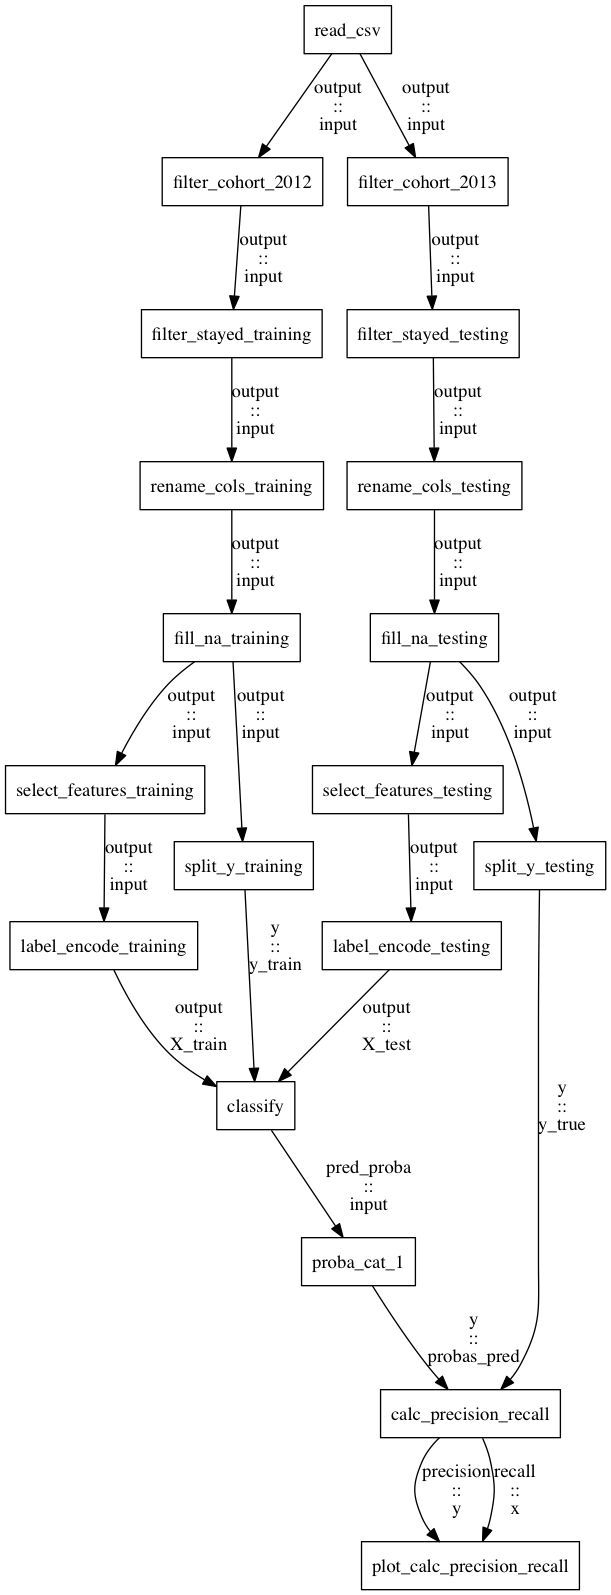 read_csv
output
::
input
output
::
input
filter_cohort_2012
filter_cohort_2013
output
::
input
output
::
input
filter_stayed_training
filter_stayed_testing
output
::
input
output
::
input
rename_cols_training
rename_cols_testing
output
::
input
output
::
input
fill_na_training
fill_na_testing
output
::
input
output
::
input
output
::
input
output
::
input
select_features_training
select_features_testing
split_y_training
split_y_testing
output
::
input
output
::
input
label_encode_training
label_encode_testing
y
::
y_train
output
::
X_train
output
::
X_test
classify
y
::
y_true
pred_proba
::
input
proba_cat_1
y
::
probas_pred
calc_precision_recall
precision
::
y
recall
::
x
plot_calc_precision_recall